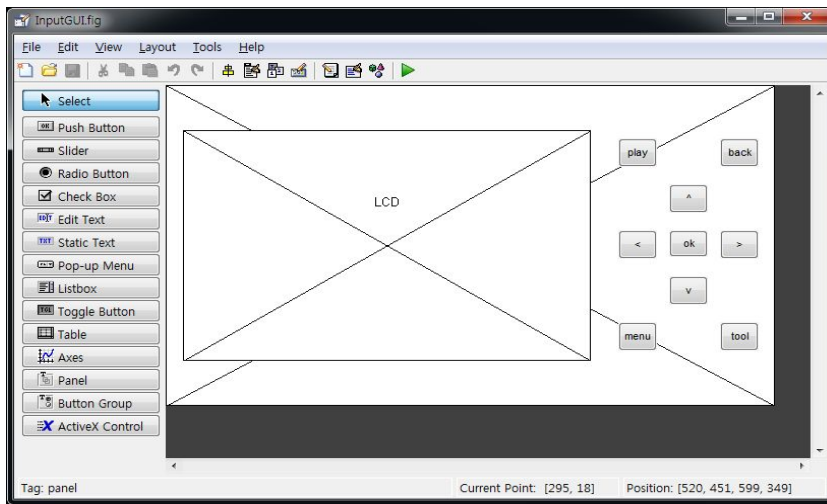 InputGUI.fig
File Edit View Layout Tools Help
Select
Push Button
Slider
Radio Button
Check Box
Edit Text
Static Text
Pop-up Menu
Listbox
Toggle Button
Table
Axes
Panel
Button Group
ActiveX Control
LCD
play back
^
< ok >
v
menu tool
Tag: panel Current Point: [295, 18] Position: [520, 451, 599, 349]